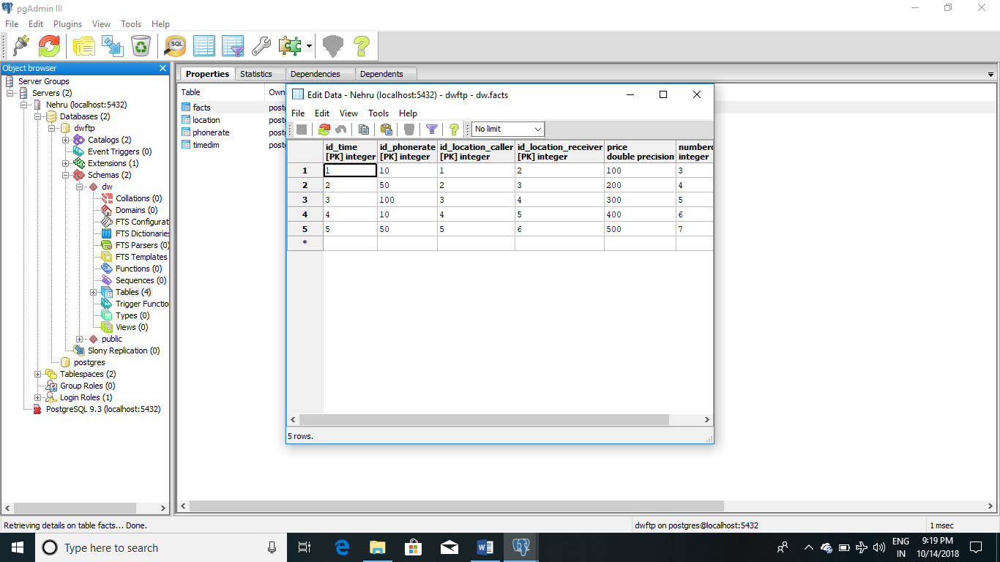 pgAdmin III
File Edit Plugins View Tools Help
SQL
Object browser
Server Groups
Servers (2)
Nehru (localhost:5432)
Databases (2)
dwftp
Catalogs (2)
Event Triggers (0)
Extensions (1)
Schemas (2)
dw
Collations (0)
Domains (0)
FTS Configurat
FTS Dictionarie
FTS Parsers (0)
FTS Templates
Functions (0)
Sequences (0)
Tables (4)
Trigger Functio
Types (0)
Views (0)
public
Slony Replication (0)
postgres
Tablespaces (2)
Group Roles (0)
Login Roles (1)
PostgreSQL 9.3 (localhost:5432)
Properties Statistics Dependencies Dependents
Table Own
facts postg
location postg
phonerate postg
timedim postg
Edit Data - Nehru (localhost:5432) - dwftp - dw.facts
File Edit View Tools Help
No limit
id_time id_phonerate id_location_caller id_location_receiver price numbero
[PK] integer [PK] integer [PK] integer [PK] integer double precision integer
1 1 10 1 2 100 3
2 2 50 2 3 200 4
3 3 100 3 4 300 5
4 4 10 4 5 400 6
5 5 50 5 6 500 7
*
5 rows.
Retrieving details on table facts... Done. dwftp on postgres@localhost:5432 1 msec
Type here to search
ENG 9:19 PM
IN 10/14/2018